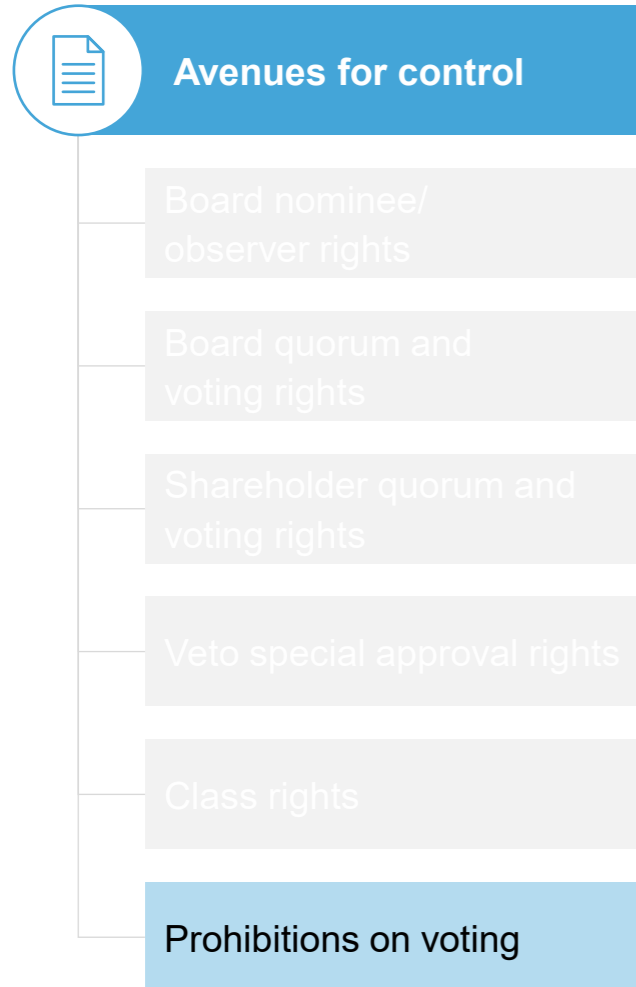 Avenues for control
Board nominee/
observer rights
Board quorum and
voting rights
Shareholder quorum and
voting rights
Veto special approval rights
Class rights
Prohibitions on voting